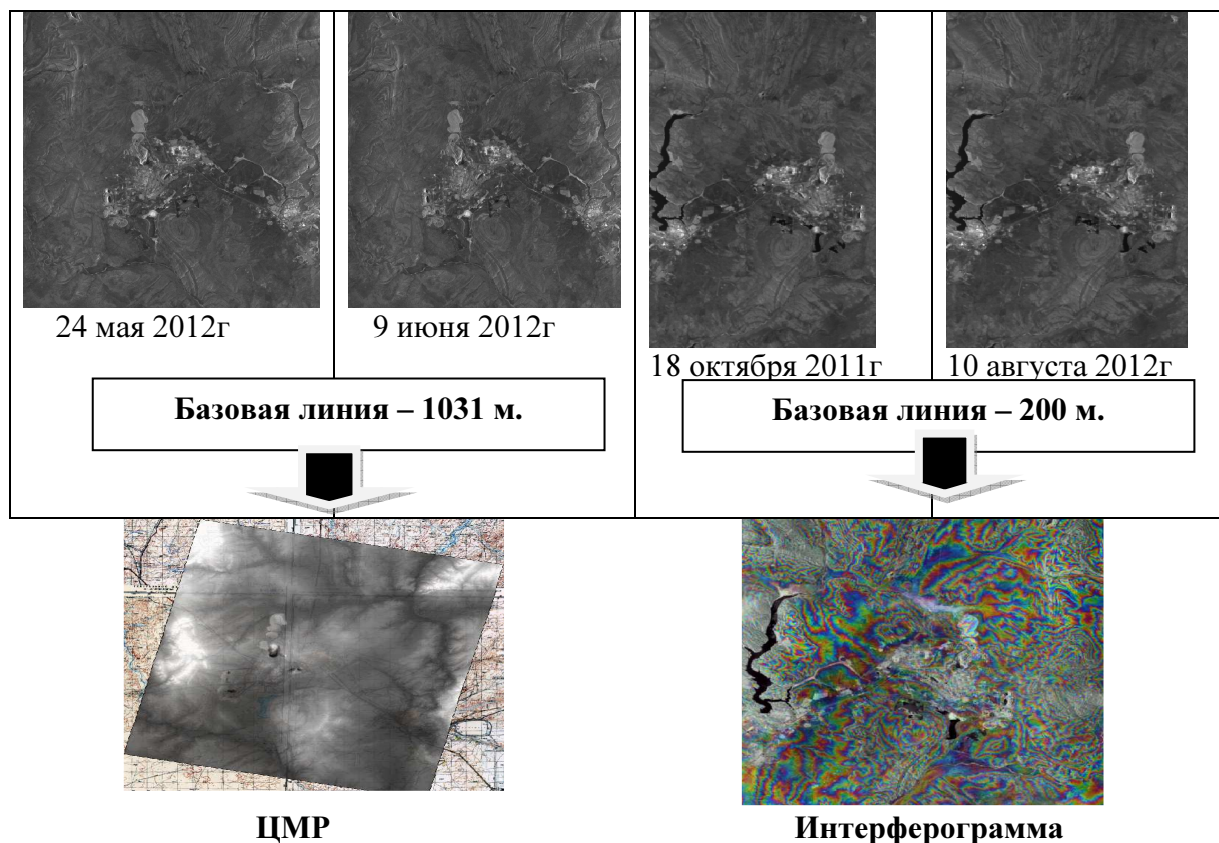 24 мая 2012г
9 июня 2012г
18 октября 2011г
10 августа 2012г
Базовая линия – 1031 м.
Базовая линия – 200 м.
ЦМР
Интерферограмма